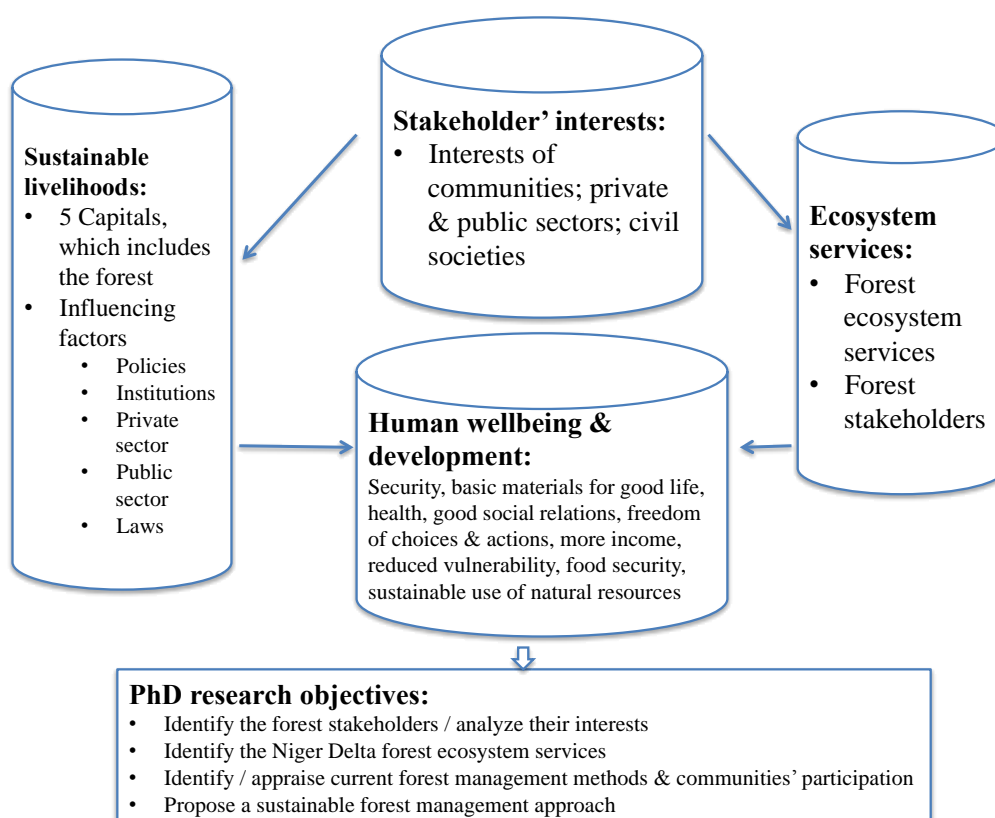 Stakeholder’ interests:
• Interests of
communities; private
& public sectors; civil
societies
Sustainable
livelihoods:
• 5 Capitals,
which includes
the forest
• Influencing
factors
• Policies
• Institutions
• Private
sector
• Public
sector
• Laws
Ecosystem
services:
• Forest
ecosystem
services
• Forest
stakeholders
Human wellbeing &
development:
Security, basic materials for good life,
health, good social relations, freedom
of choices & actions, more income,
reduced vulnerability, food security,
sustainable use of natural resources
PhD research objectives:
• Identify the forest stakeholders / analyze their interests
• Identify the Niger Delta forest ecosystem services
• Identify / appraise current forest management methods & communities’ participation
• Propose a sustainable forest management approach